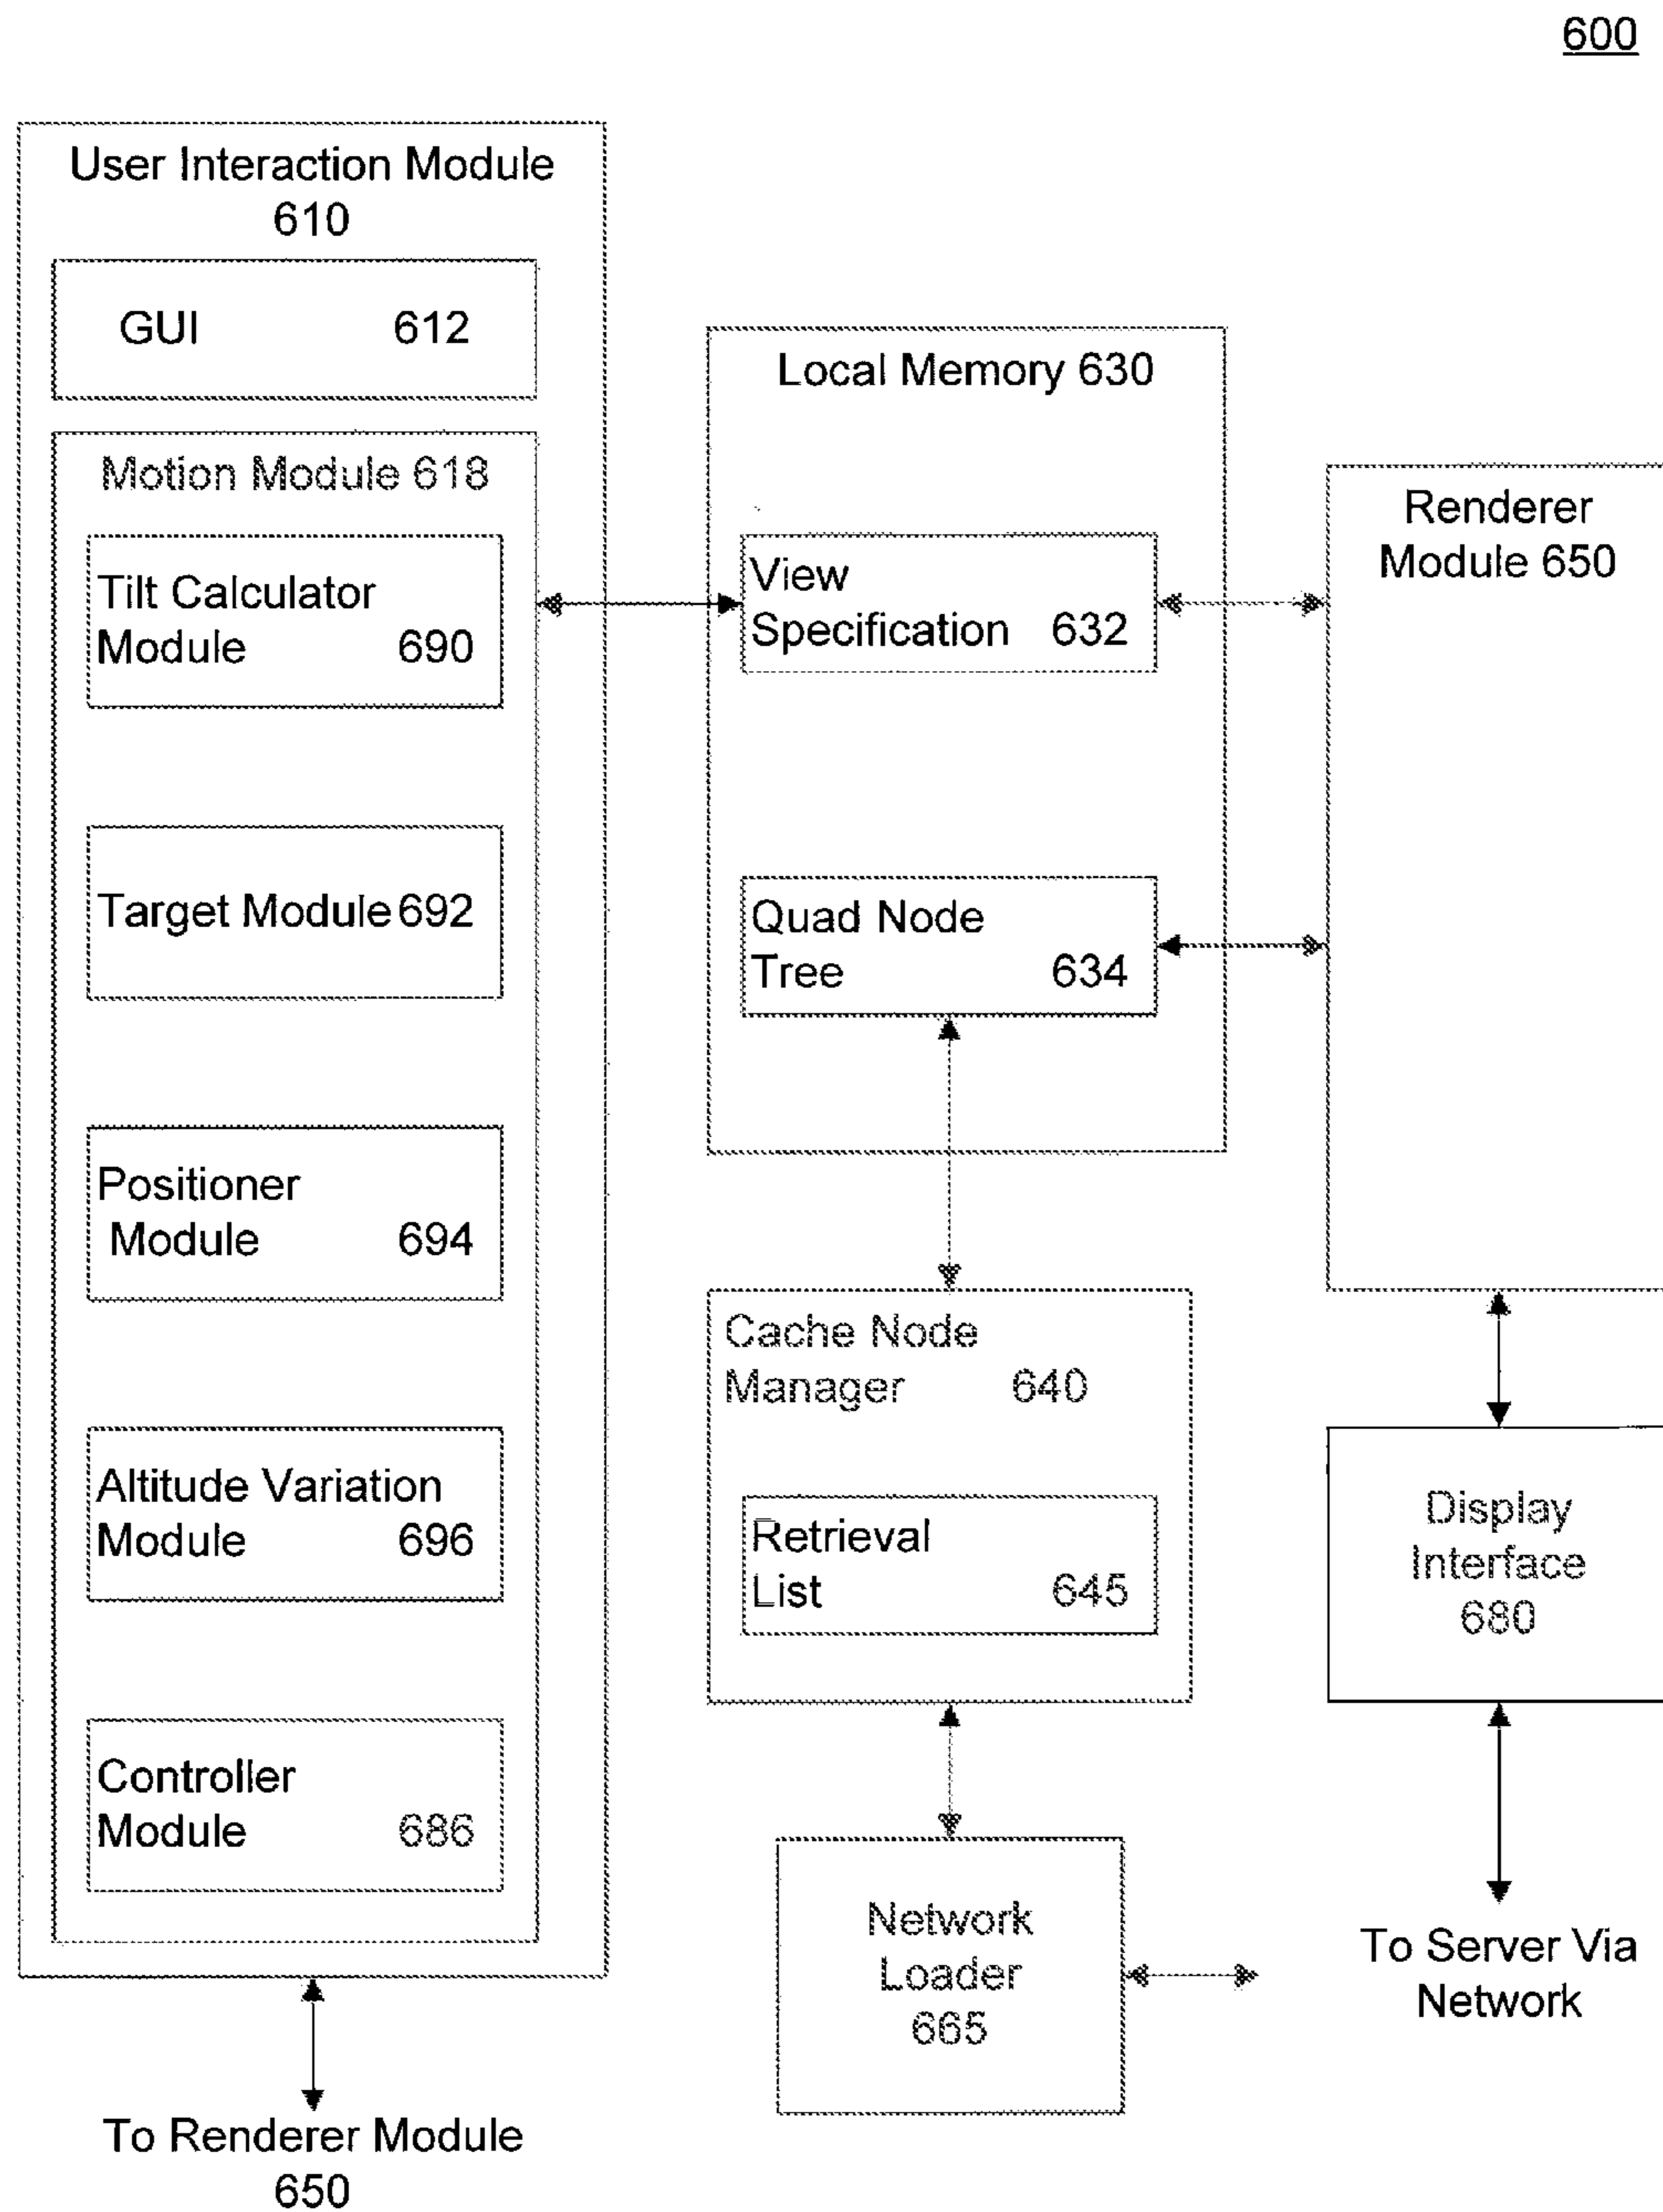 600
User Interaction Module
610
GUI 612
Motion Module 618
Tilt Calculator
Module 690
Target Module 692
Positioner
Module 694
Altitude Variation
Module 696
Controller
Module 686
To Renderer Module
650
Local Memory 630
View
Specification 632
Quad Node
Tree 634
Cache Node
Manager 640
Retrieval
List 645
Network
Loader
665
Renderer
Module 650
Display
Interface
680
To Server Via
Network